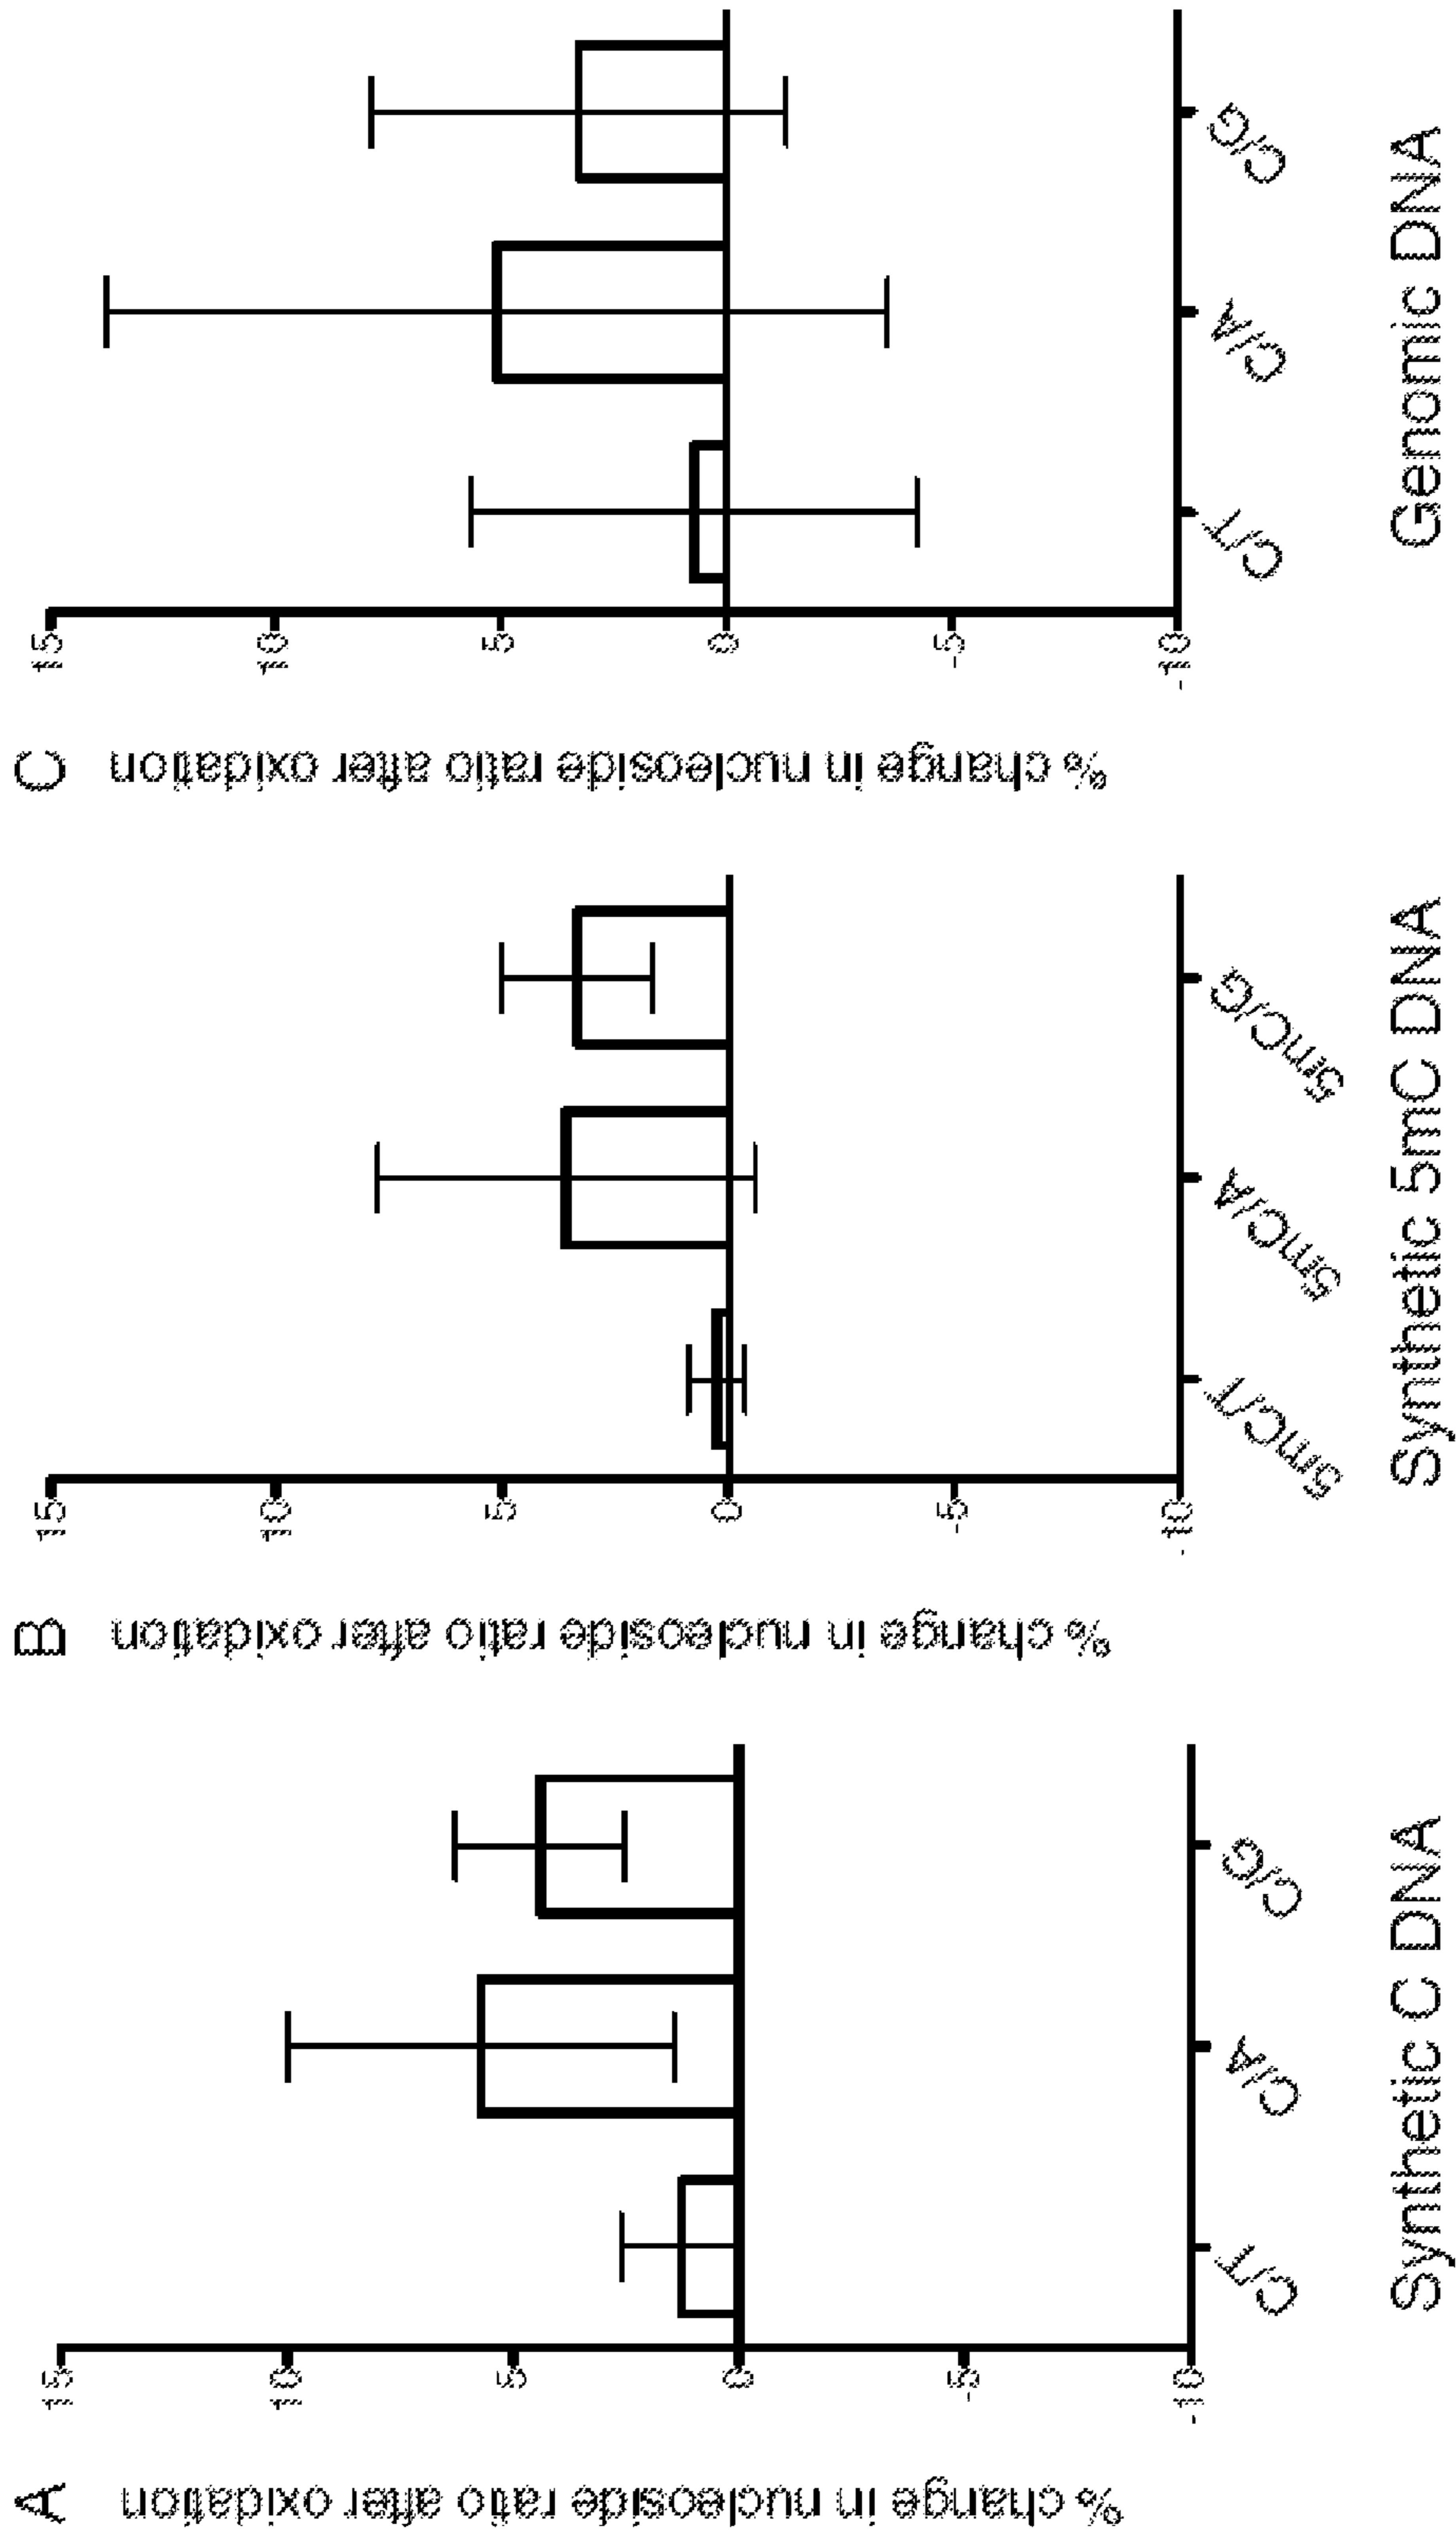 A
% change in nucleoside ratio after oxidation
15
10
5
0
-5
-10
C/T
C/A
C/G
Synthetic C DNA
B
% change in nucleoside ratio after oxidation
15
10
5
0
-5
-10
5mC/T
5mC/A
5mC/G
Synthetic 5mC DNA
C
% change in nucleoside ratio after oxidation
15
10
5
0
-5
-10
C/T
C/A
C/G
Genomic DNA